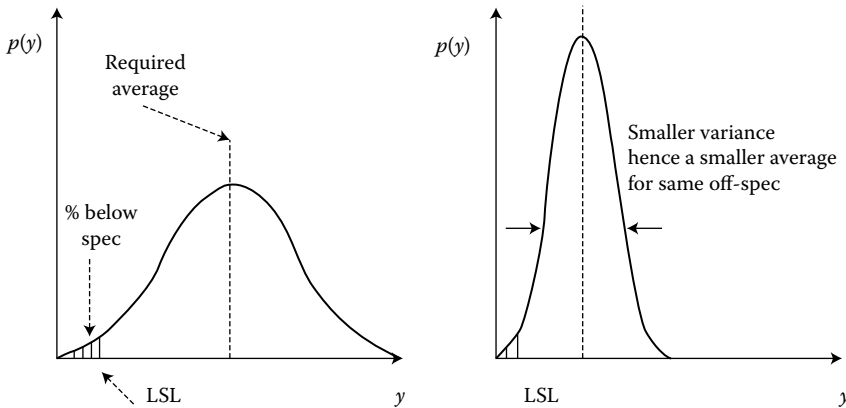 p(y)
Required
average
% below
spec
LSL
y
p(y)
Smaller variance
hence a smaller average
for same off-spec
LSL
y